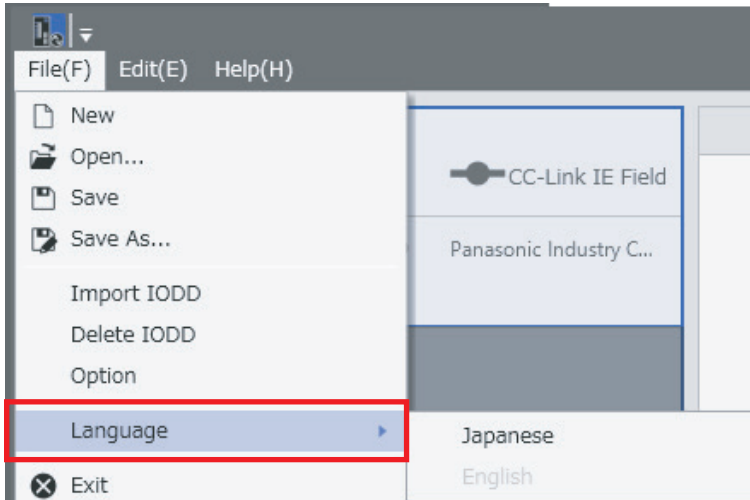 File(F) Edit(E) Help(H)
New
Open...
Save
Save As...
Import IODD
Delete IODD
Option
Language
Exit
CC-Link IE Field
Panasonic Industry C...
Japanese
English